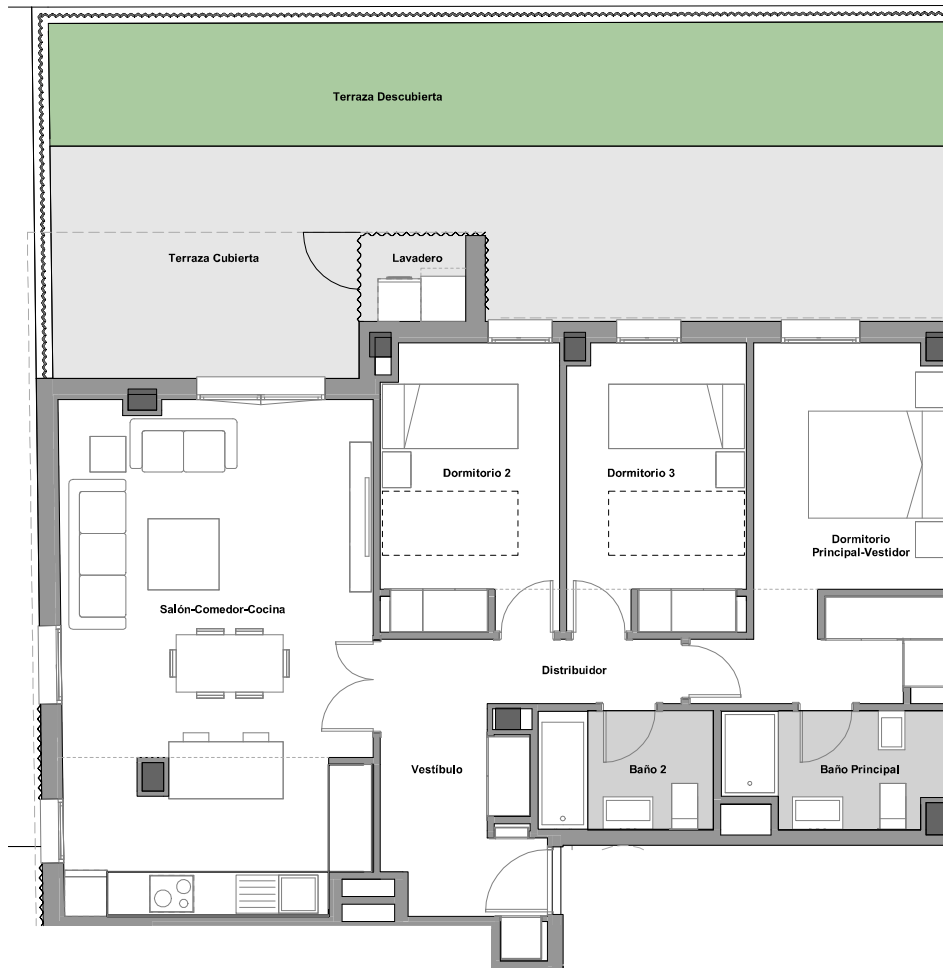 Terraza Descubierta
Terraza Cubierta
Lavadero
Dormitorio 2
Dormitorio 3
Dormitorio
Principal-Vestidor
Salón-Comedor-Cocina
Distribuidor
Vestíbulo
Baño 2
Baño Principal